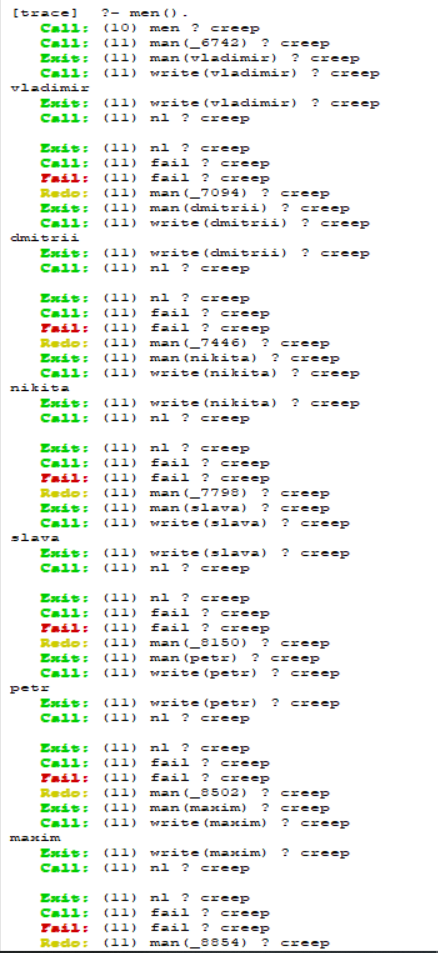 [trace]  ?- men().
Call: (10) men ? creep
Call: (11) man(_6742) ? creep
Exit: (11) man(vladimir) ? creep
Call: (11) write(vladimir) ? creep
vladimir
Exit: (11) write(vladimir) ? creep
Call: (11) nl ? creep
Exit: (11) nl ? creep
Call: (11) fail ? creep
Fail: (11) fail ? creep
Redo: (11) man(_7094) ? creep
Exit: (11) man(dmitrii) ? creep
Call: (11) write(dmitrii) ? creep
dmitrii
Exit: (11) write(dmitrii) ? creep
Call: (11) nl ? creep
Exit: (11) nl ? creep
Call: (11) fail ? creep
Fail: (11) fail ? creep
Redo: (11) man(_7446) ? creep
Exit: (11) man(nikita) ? creep
Call: (11) write(nikita) ? creep
nikita
Exit: (11) write(nikita) ? creep
Call: (11) nl ? creep
Exit: (11) nl ? creep
Call: (11) fail ? creep
Fail: (11) fail ? creep
Redo: (11) man(_7798) ? creep
Exit: (11) man(slava) ? creep
Call: (11) write(slava) ? creep
slava
Exit: (11) write(slava) ? creep
Call: (11) nl ? creep
Exit: (11) nl ? creep
Call: (11) fail ? creep
Fail: (11) fail ? creep
Redo: (11) man(_8150) ? creep
Exit: (11) man(petr) ? creep
Call: (11) write(petr) ? creep
petr
Exit: (11) write(petr) ? creep
Call: (11) nl ? creep
Exit: (11) nl ? creep
Call: (11) fail ? creep
Fail: (11) fail ? creep
Redo: (11) man(_8502) ? creep
Exit: (11) man(maxim) ? creep
Call: (11) write(maxim) ? creep
maxim
Exit: (11) write(maxim) ? creep
Call: (11) nl ? creep
Exit: (11) nl ? creep
Call: (11) fail ? creep
Fail: (11) fail ? creep
Redo: (11) man(_8854) ? creep